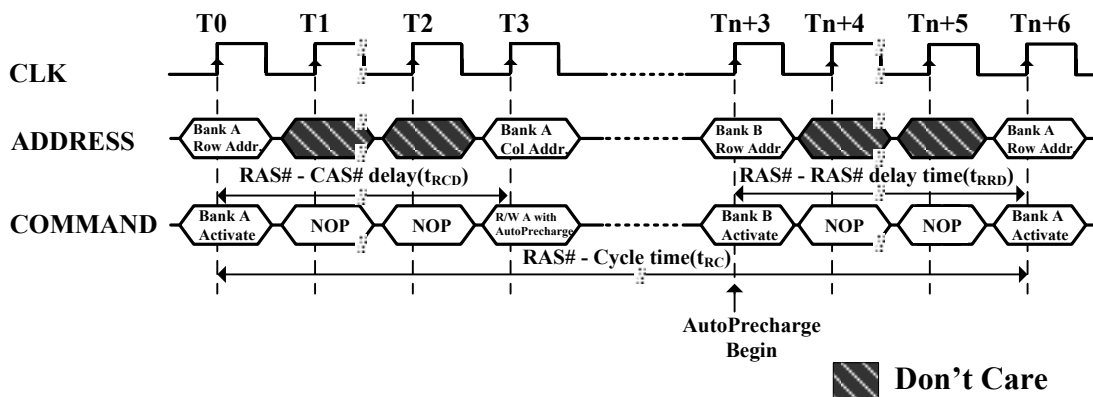 T0 T1 T2 T3 Tn+3 Tn+4 Tn+5 Tn+6
CLK
ADDRESS
Bank A
Row Addr.
Bank A
Col Addr.
Bank B
Row Addr.
Bank A
Row Addr.
RAS# - CAS# delay(tRCD)
RAS# - RAS# delay time(tRRD)
COMMAND
Bank A
Activate
NOP
NOP
R/W A with
AutoPrecharge
Bank B
Activate
NOP
NOP
Bank A
Activate
RAS# - Cycle time(tRC)
AutoPrecharge
Begin
Don't Care